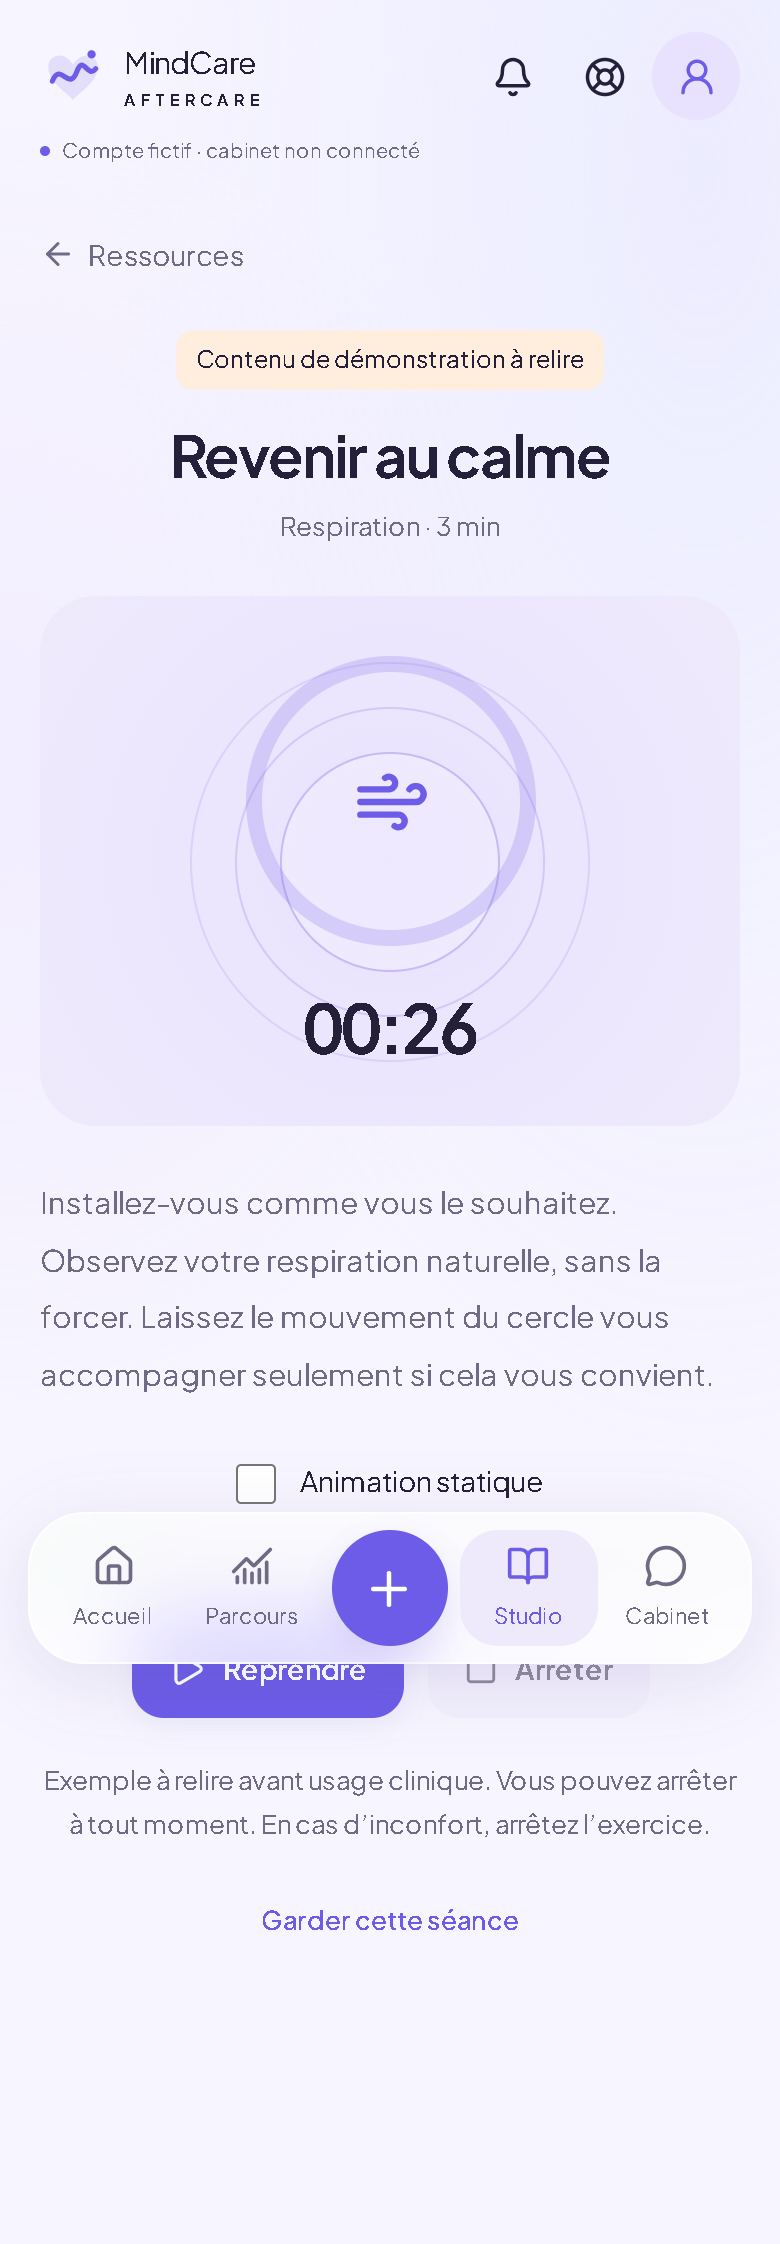 MindCare
AFTERCARE
Compte fictif · cabinet non connecté
Ressources
Contenu de démonstration à relire
Revenir au calme
Respiration · 3 min
00:26
Installez-vous comme vous le souhaitez.
Observez votre respiration naturelle, sans la
forcer. Laissez le mouvement du cercle vous
accompagner seulement si cela vous convient.
Animation statique
Accueil
Parcours
Studio
Cabinet
Reprendre
Arrêter
Exemple à relire avant usage clinique. Vous pouvez arrêter
à tout moment. En cas d’inconfort, arrêtez l’exercice.
Garder cette séance